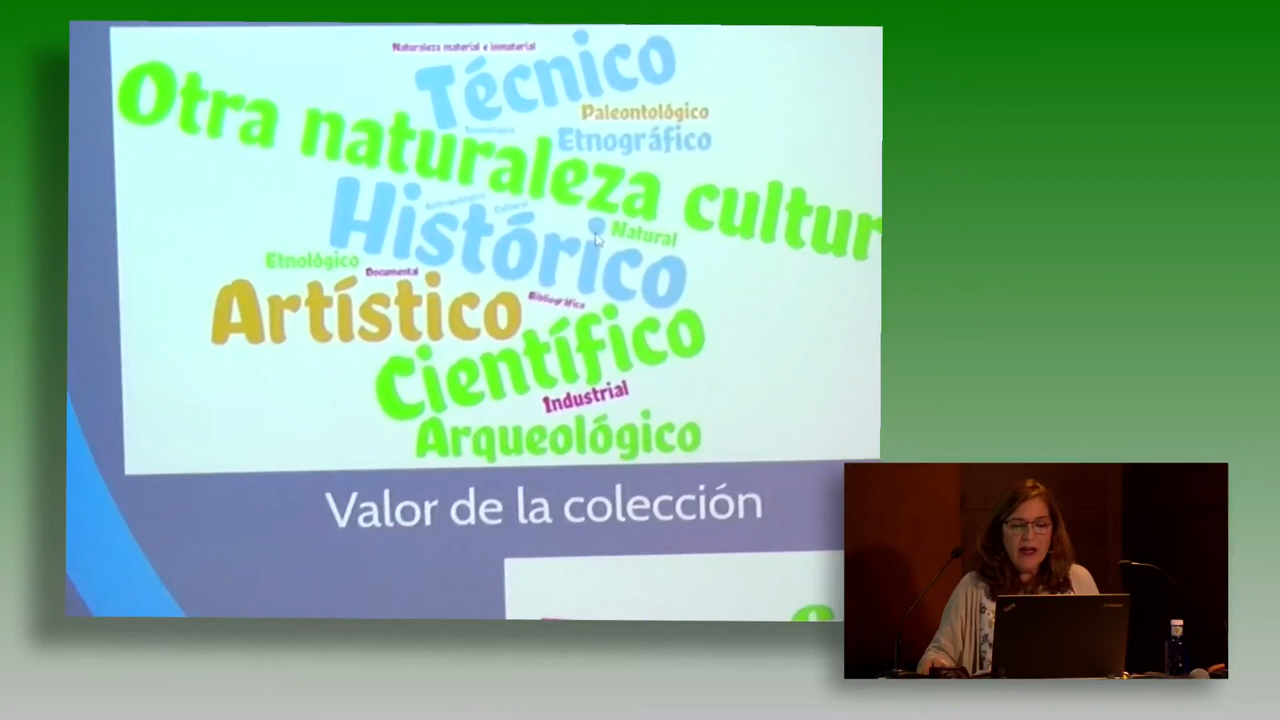 Naturaleza material e inmaterial
Técnico
Paleontológico
Otra naturaleza cultur
Etnográfico
Histórico
Cultural
Natural
Etnológico
Documental
Artístico
Bibliográfico
Científico
Industrial
Arqueológico
Valor de la colección